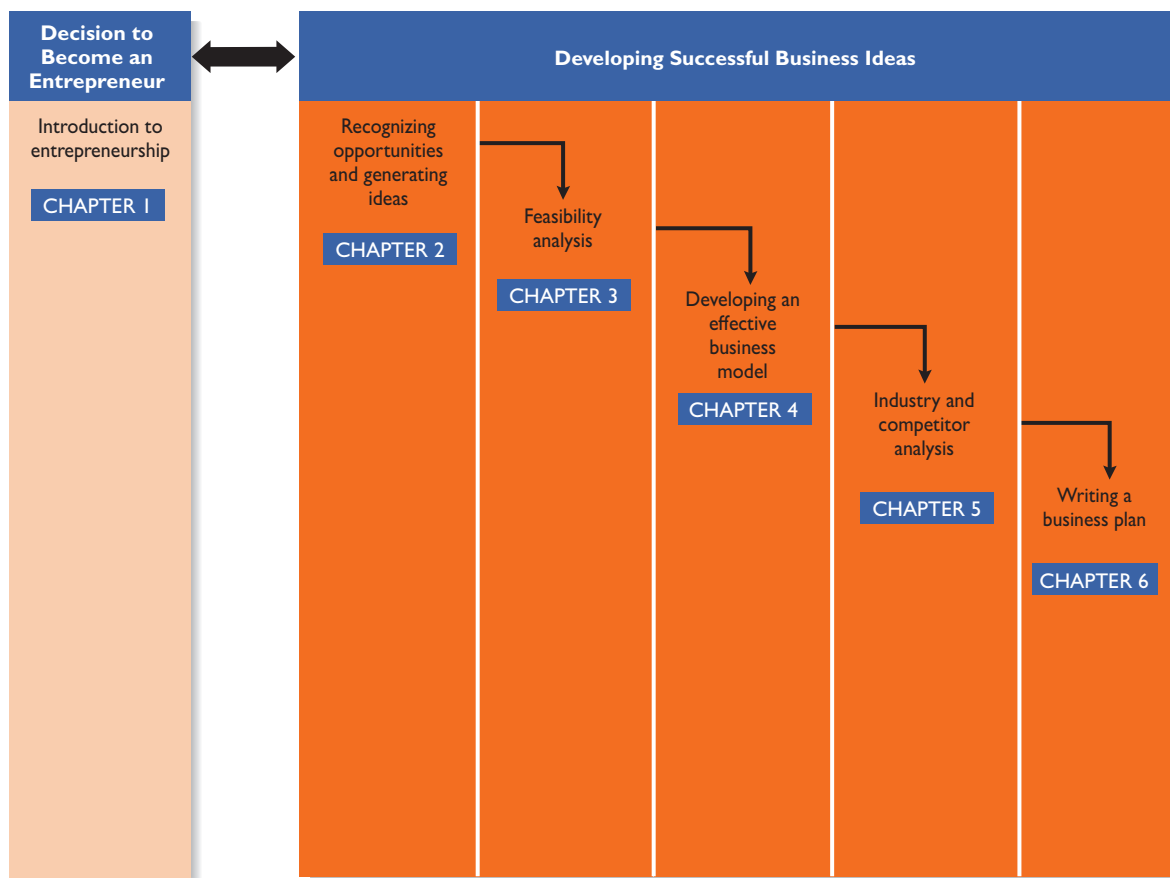 Decision to
Become an
Entrepreneur
Developing Successful Business Ideas
Introduction to
entrepreneurship
CHAPTER 1
Recognizing
opportunities
and generating
ideas
CHAPTER 2
Feasibility
analysis
CHAPTER 3
Developing an
effective
business
model
CHAPTER 4
Industry and
competitor
analysis
CHAPTER 5
Writing a
business plan
CHAPTER 6